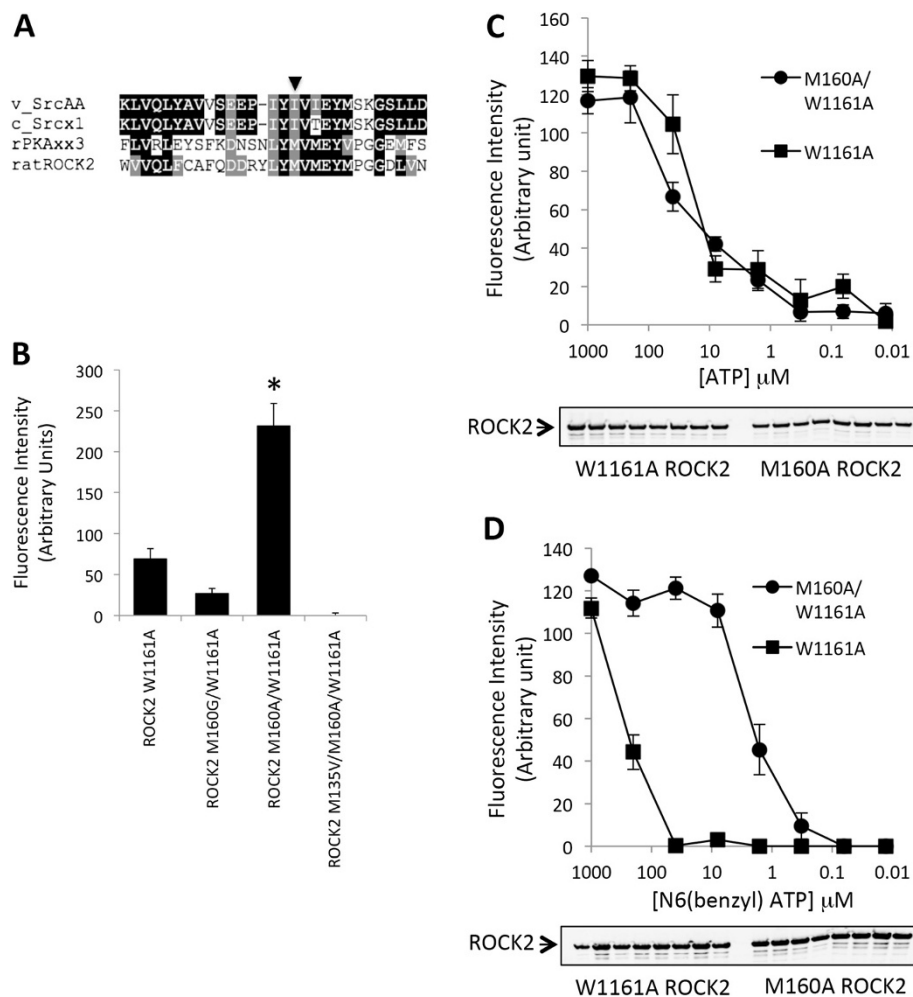 A
v_SrcAA KLVQLYAVVSEEP-IYIVIEYMSKGSLLD
c_Srcx1 KLVQLYAVVSEEP-IYIVTEYMSKGSLLD
rPKAxx3 FLVRLEYSFKDNSNLYMVMEYVPGGEMFS
ratROCK2 WVVQLFCAFQDDRYLYMVMEYMPGGDLVN
B
Fluorescence Intensity
(Arbitrary Units)
300
250
200
150
100
50
0
*
ROCK2 W1161A
ROCK2 M160G/W1161A
ROCK2 M160A/W1161A
ROCK2 M135V/M160A/W1161A
C
Fluorescence Intensity
(Arbitrary unit)
160
140
120
100
80
60
40
20
0
M160A/
W1161A
W1161A
1000 100 10 1 0.1 0.01
[ATP] μM
ROCK2
W1161A ROCK2 M160A ROCK2
D
Fluorescence Intensity
(Arbitrary unit)
140
120
100
80
60
40
20
0
M160A/
W1161A
W1161A
1000 100 10 1 0.1 0.01
[N6(benzyl) ATP] μM
ROCK2
W1161A ROCK2 M160A ROCK2